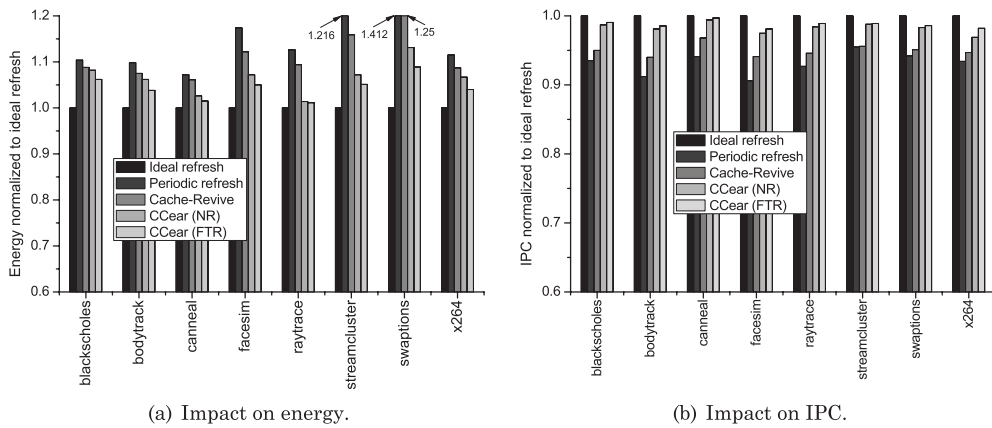 Energy normalized to ideal refresh
1.2
1.1
1.0
0.9
0.8
0.7
0.6
1.216
1.412
1.25
Ideal refresh
Periodic refresh
Cache-Revive
CCear (NR)
CCear (FTR)
blackscholes
bodytrack
canneal
facesim
raytrace
streamcluster
swaptions
x264
(a) Impact on energy.
IPC normalized to ideal refresh
1.0
0.9
0.8
0.7
0.6
Ideal refresh
Periodic refresh
Cache-Revive
CCear (NR)
CCear (FTR)
blackscholes
bodytrack
canneal
facesim
raytrace
streamcluster
swaptions
x264
(b) Impact on IPC.